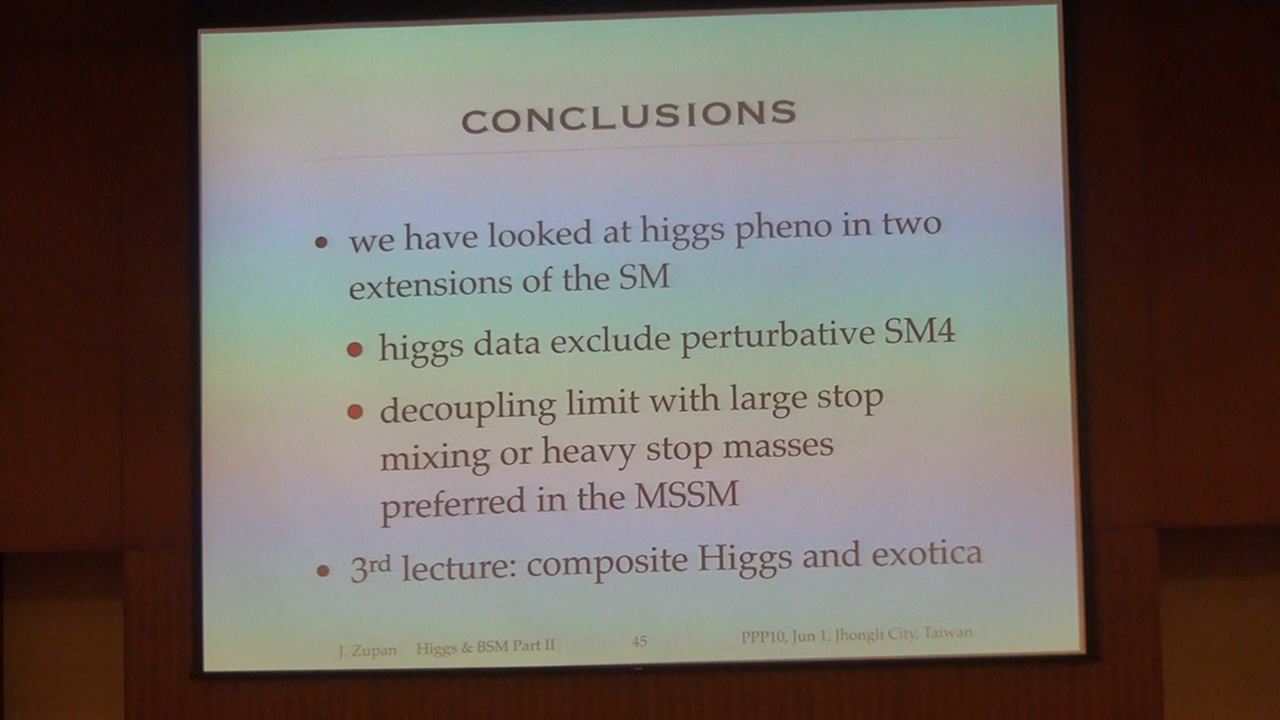 CONCLUSIONS
• we have looked at higgs pheno in two
extensions of the SM
• higgs data exclude perturbative SM4
• decoupling limit with large stop
mixing or heavy stop masses
preferred in the MSSM
• 3rd lecture: composite Higgs and exotica
J. Zupan Higgs & BSM Part II 45 PPP10, Jun 1, Jhongli City, Taiwan